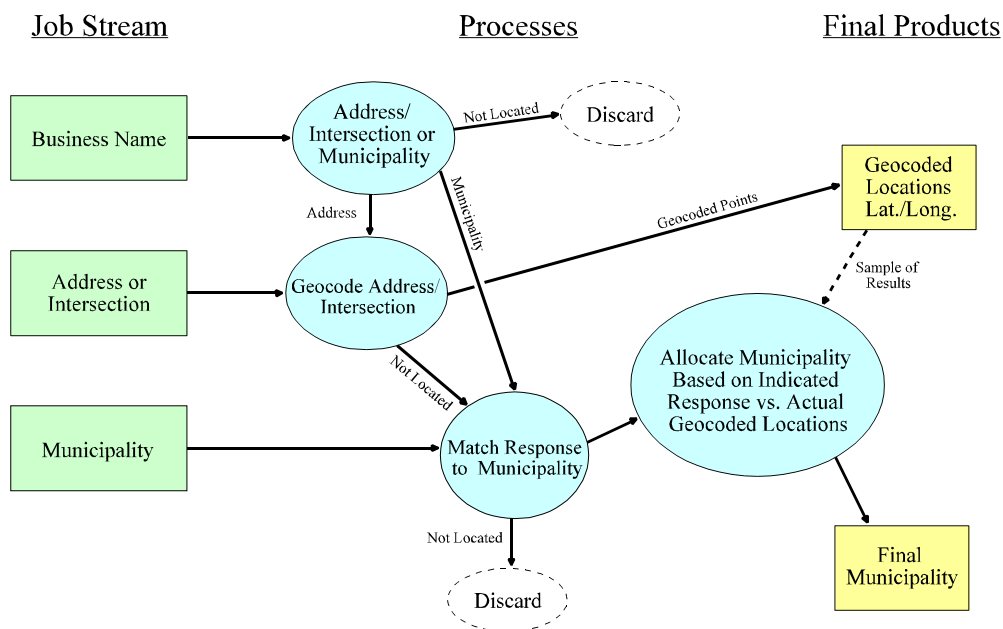 Job Stream
Processes
Final Products
Business Name
Address/
Intersection or
Municipality
Not Located
Discard
Address
Municipality
Geocoded Points
Geocoded
Locations
Lat./Long.
Address or
Intersection
Geocode Address/
Intersection
Sample of
Results
Not Located
Allocate Municipality
Based on Indicated
Response vs. Actual
Geocoded Locations
Municipality
Match Response
to Municipality
Not Located
Discard
Final
Municipality